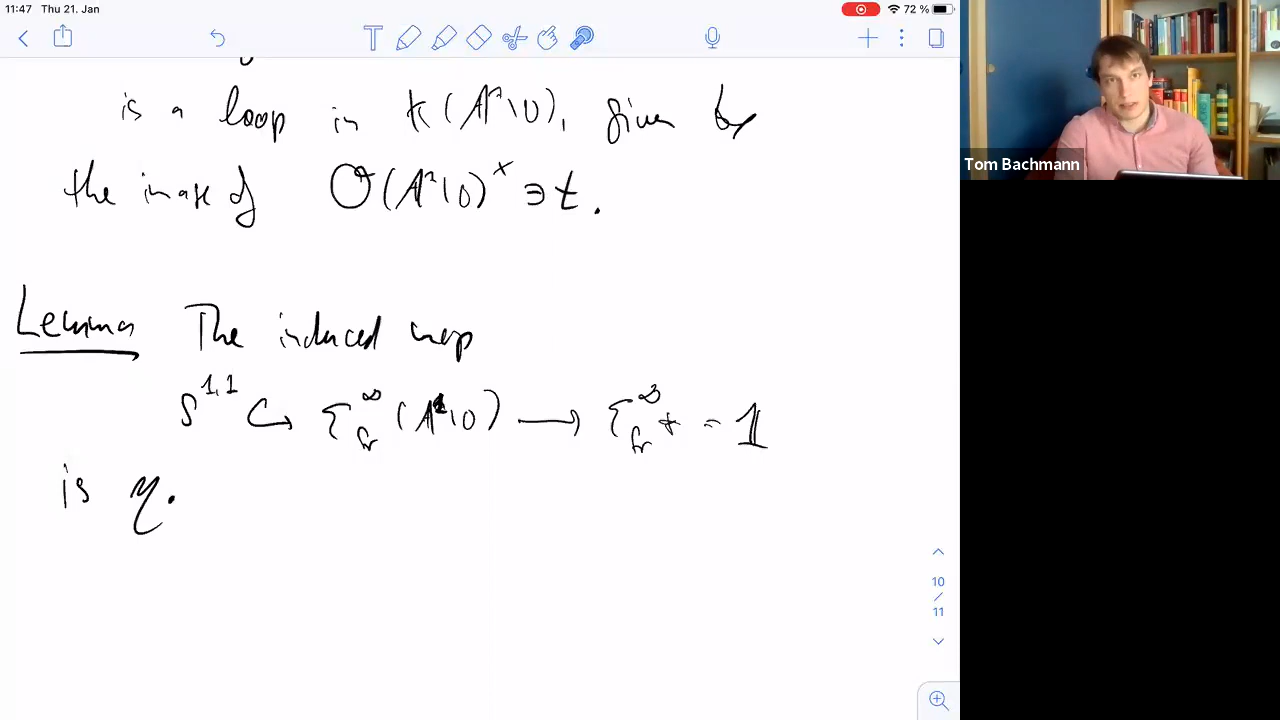 11:47 Thu 21. Jan
72 %
is a loop in K(𝔸¹\0), given by
the image of 𝒪(𝔸¹\0)^× ∋ t.
Lemma The induced map
S^{1,1} ↪ Σ^∞_{fr} (𝔸¹\0) ⟶ Σ^∞_{fr} * = 𝟙
is η.
10
/
11
Tom Bachmann